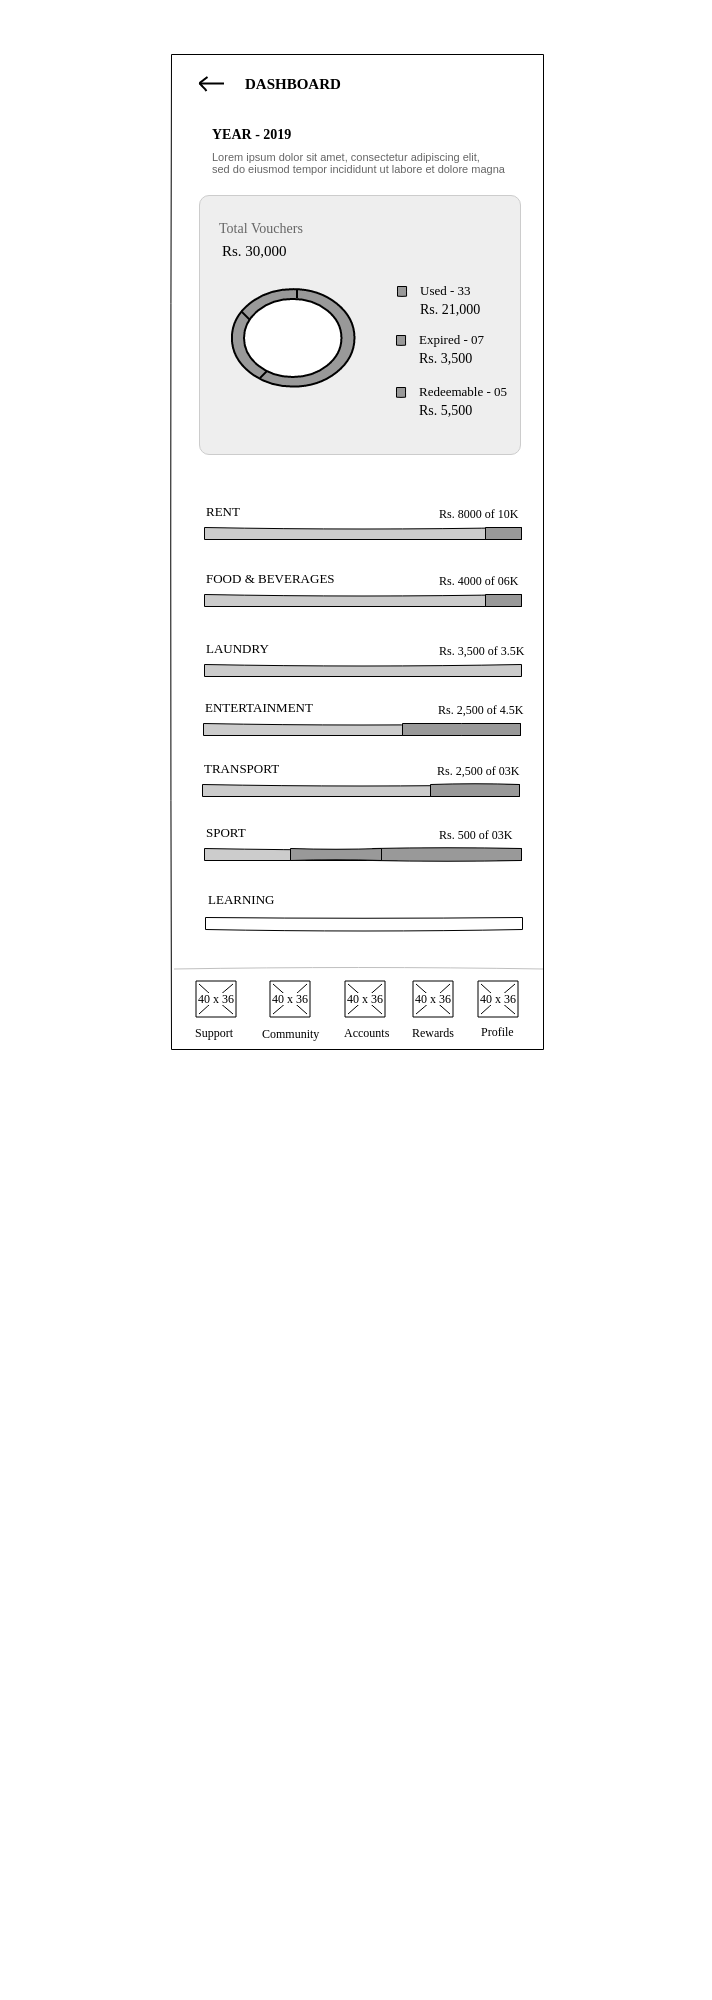 DASHBOARD
YEAR - 2019
Lorem ipsum dolor sit amet, consectetur adipiscing elit,
sed do eiusmod tempor incididunt ut labore et dolore magna
Total Vouchers
Rs. 30,000
Used - 33
Rs. 21,000
Expired - 07
Rs. 3,500
Redeemable - 05
Rs. 5,500
RENT Rs. 8000 of 10K
FOOD & BEVERAGES Rs. 4000 of 06K
LAUNDRY Rs. 3,500 of 3.5K
ENTERTAINMENT Rs. 2,500 of 4.5K
TRANSPORT Rs. 2,500 of 03K
SPORT Rs. 500 of 03K
LEARNING
40 x 36 40 x 36 40 x 36 40 x 36 40 x 36
Support Community Accounts Rewards Profile